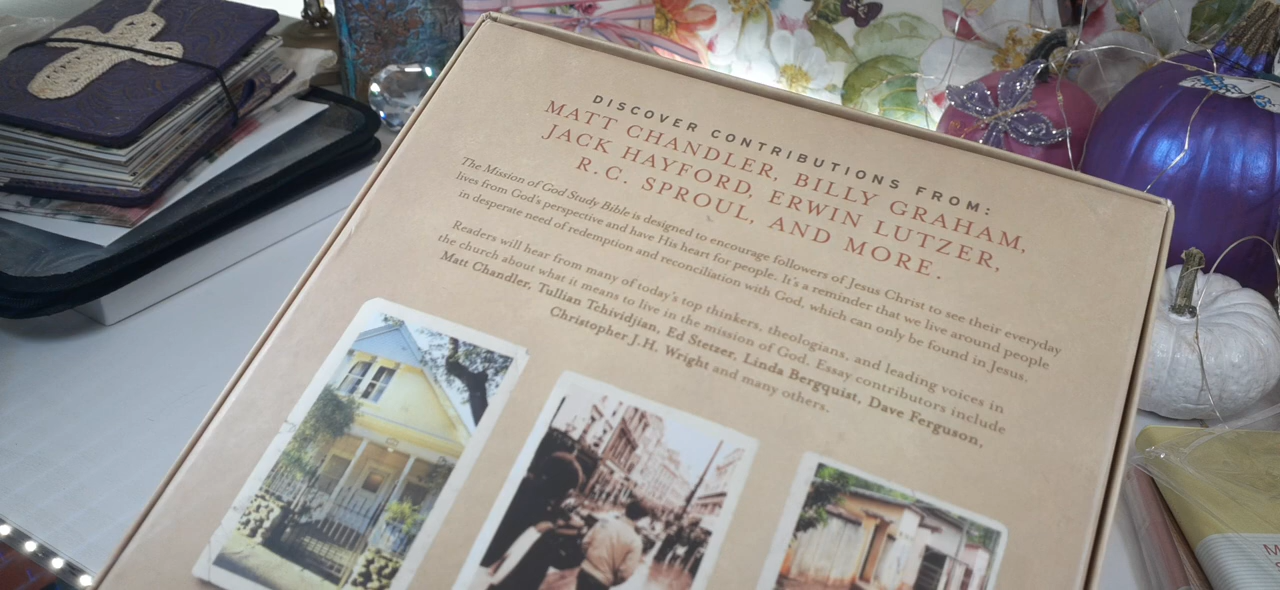 DISCOVER CONTRIBUTIONS FROM:
MATT CHANDLER, BILLY GRAHAM,
JACK HAYFORD, ERWIN LUTZER,
R.C. SPROUL, AND MORE.
The Mission of God Study Bible is designed to encourage followers of Jesus Christ to see their everyday
lives from God's perspective and have His heart for people. It's a reminder that we live around people
in desperate need of redemption and reconciliation with God, which can only be found in Jesus.
Readers will hear from many of today's top thinkers, theologians, and leading voices in
the church about what it means to live in the mission of God. Essay contributors include
Matt Chandler, Tullian Tchividjian, Ed Stetzer, Linda Bergquist, Dave Ferguson,
Christopher J.H. Wright and many others.